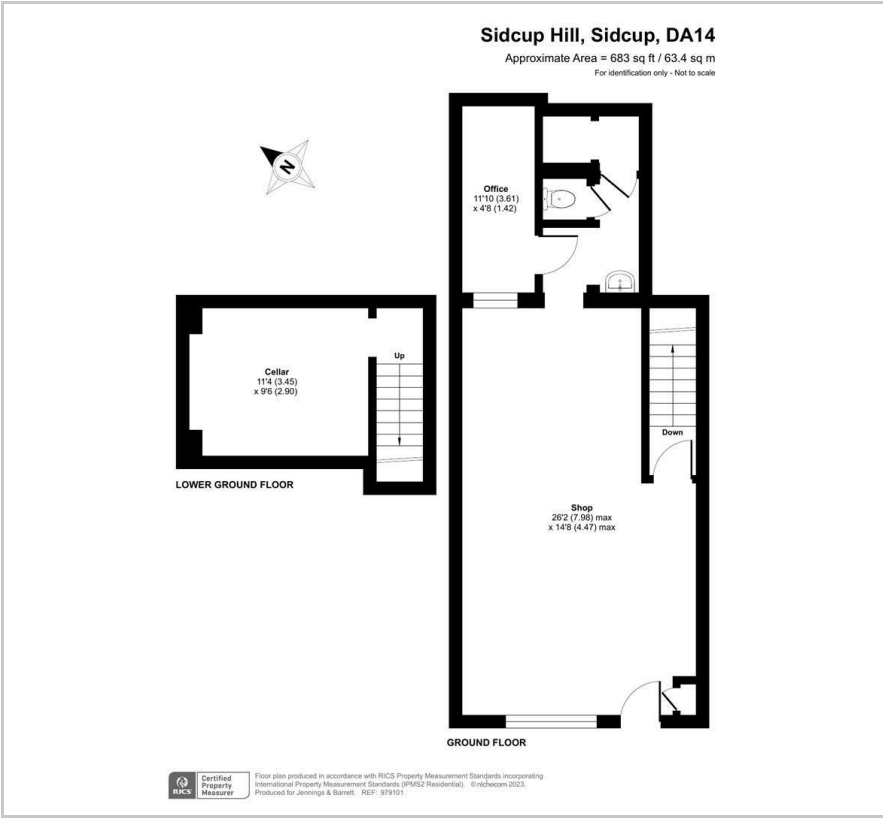 Sidcup Hill, Sidcup, DA14
Approximate Area = 683 sq ft / 63.4 sq m
For identification only - Not to scale
N
Office
11'10 (3.61)
x 4'8 (1.42)
Cellar
11'4 (3.45)
x 9'6 (2.90)
Up
LOWER GROUND FLOOR
Down
Shop
26'2 (7.98) max
x 14'8 (4.47) max
GROUND FLOOR
RICS
Certified
Property
Measurer
Floor plan produced in accordance with RICS Property Measurement Standards incorporating
International Property Measurement Standards (IPMS2 Residential). ©nichecom 2023.
Produced for Jennings & Barrett. REF: 979101